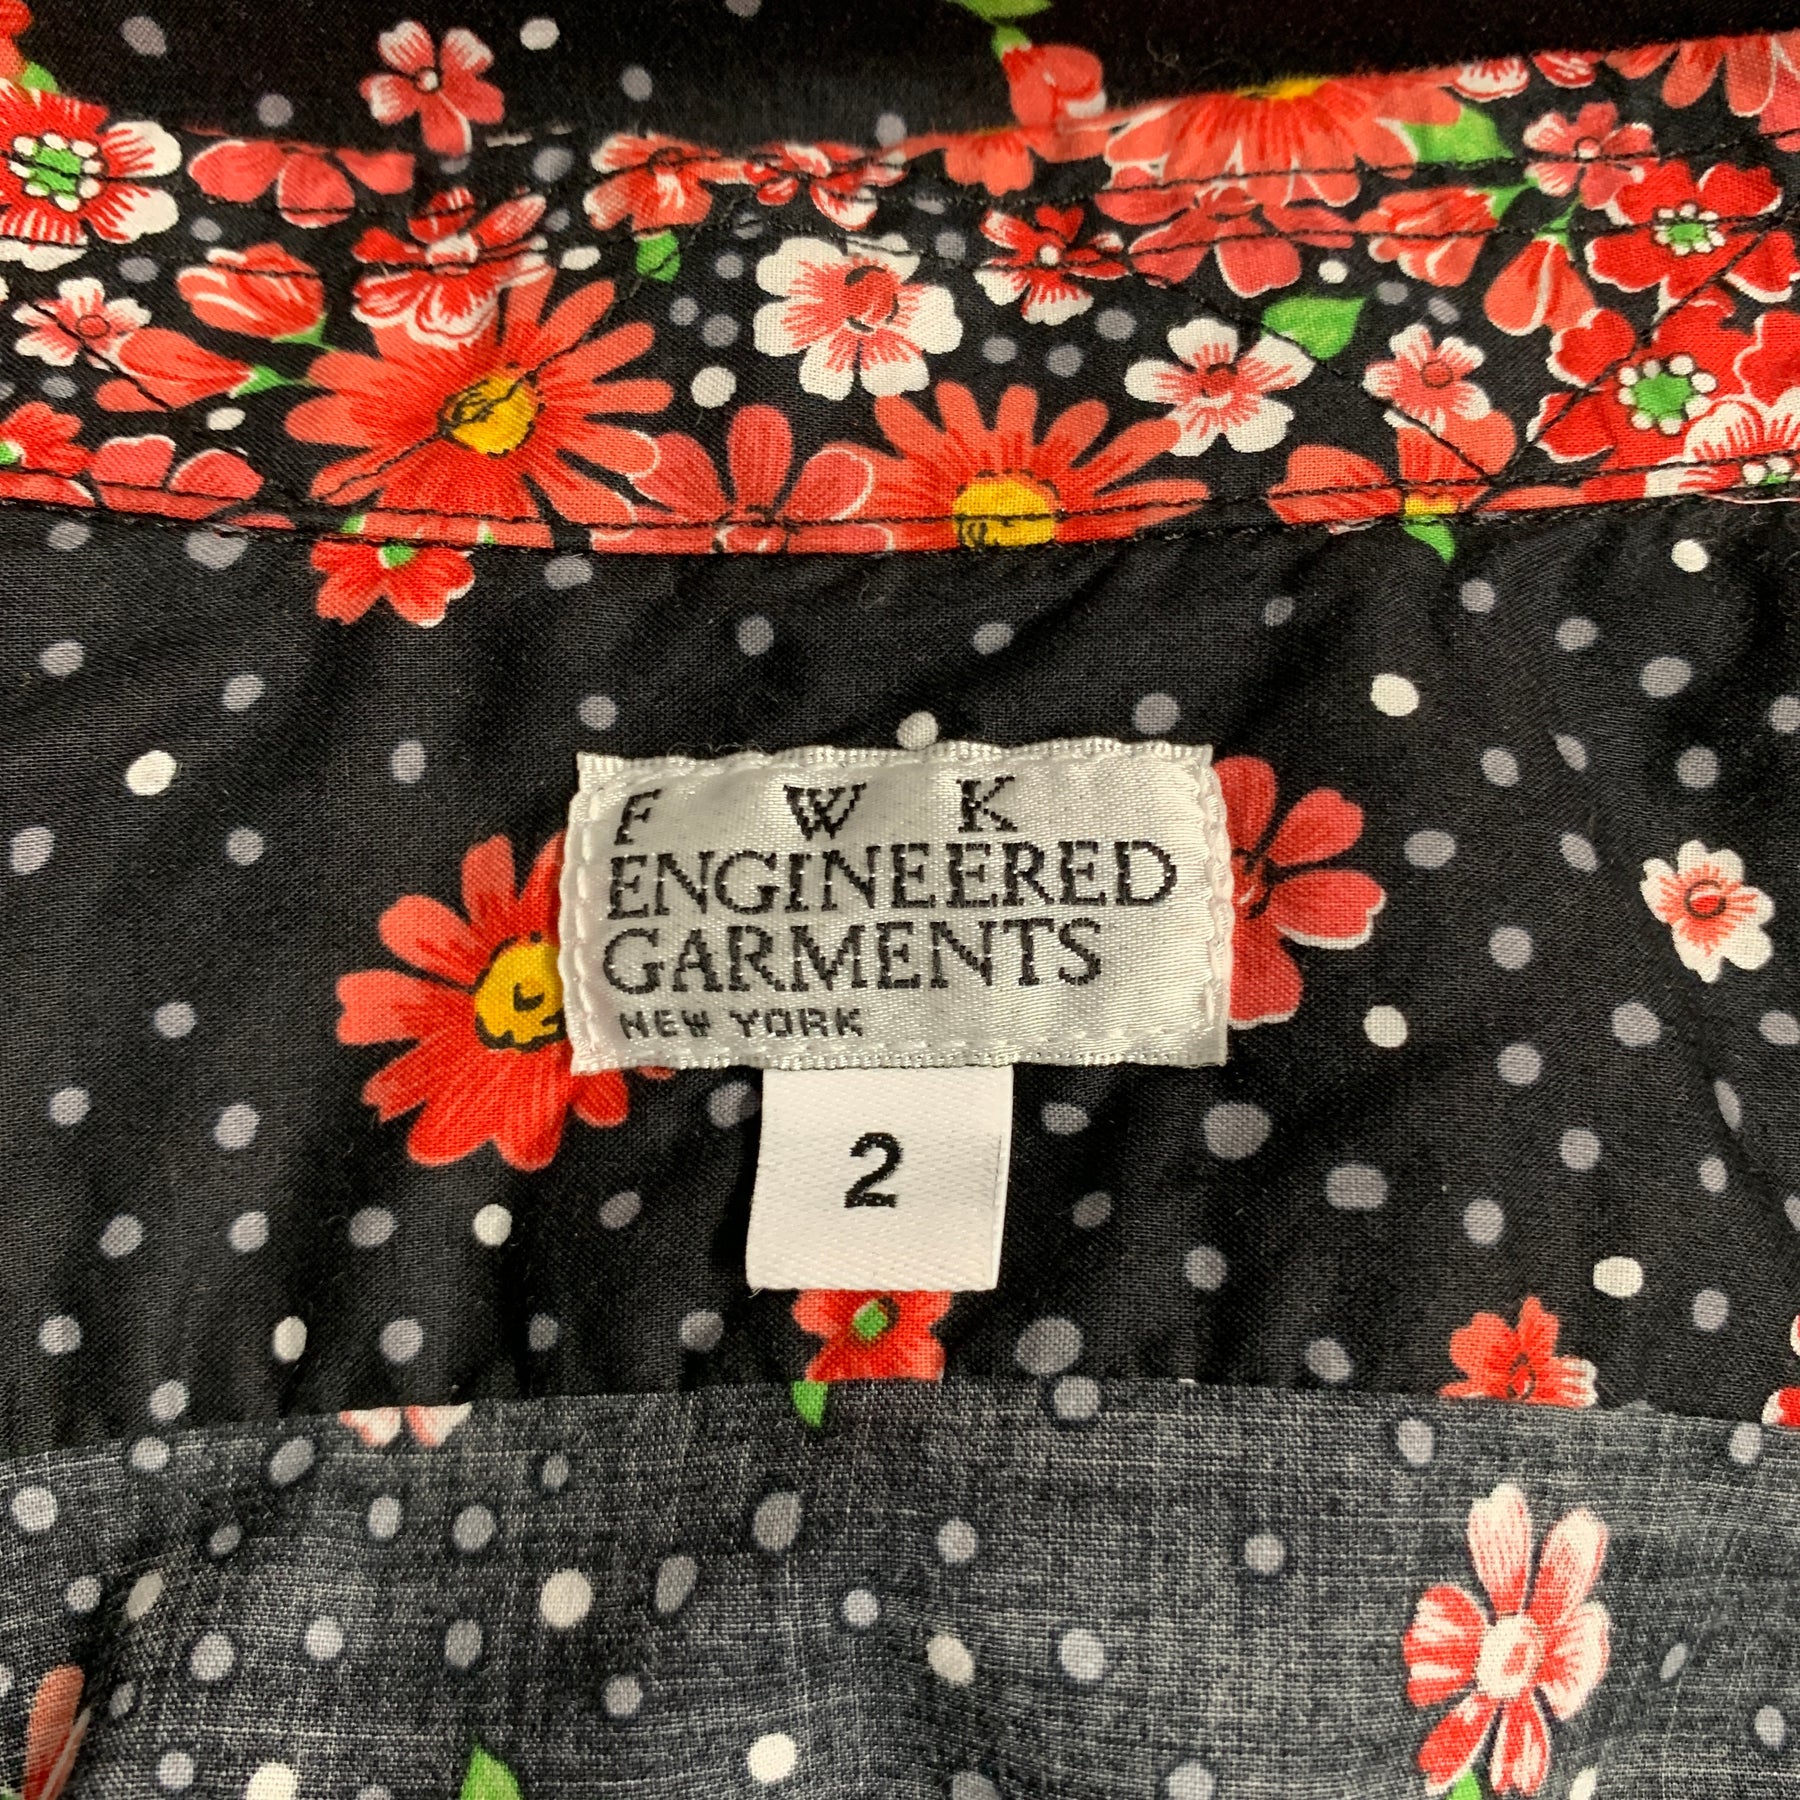 F W K
ENGINEERED
GARMENTS
NEW YORK
2